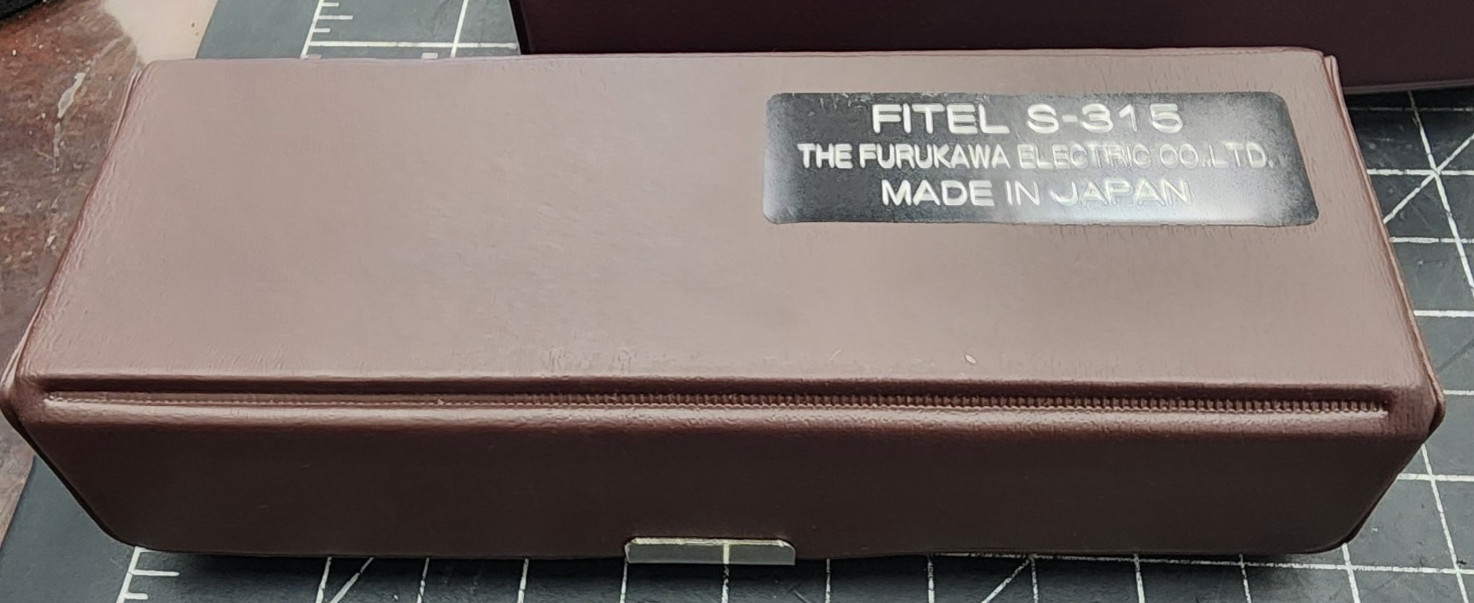 FITEL S-315
THE FURUKAWA ELECTRIC CO.,LTD.
MADE IN JAPAN